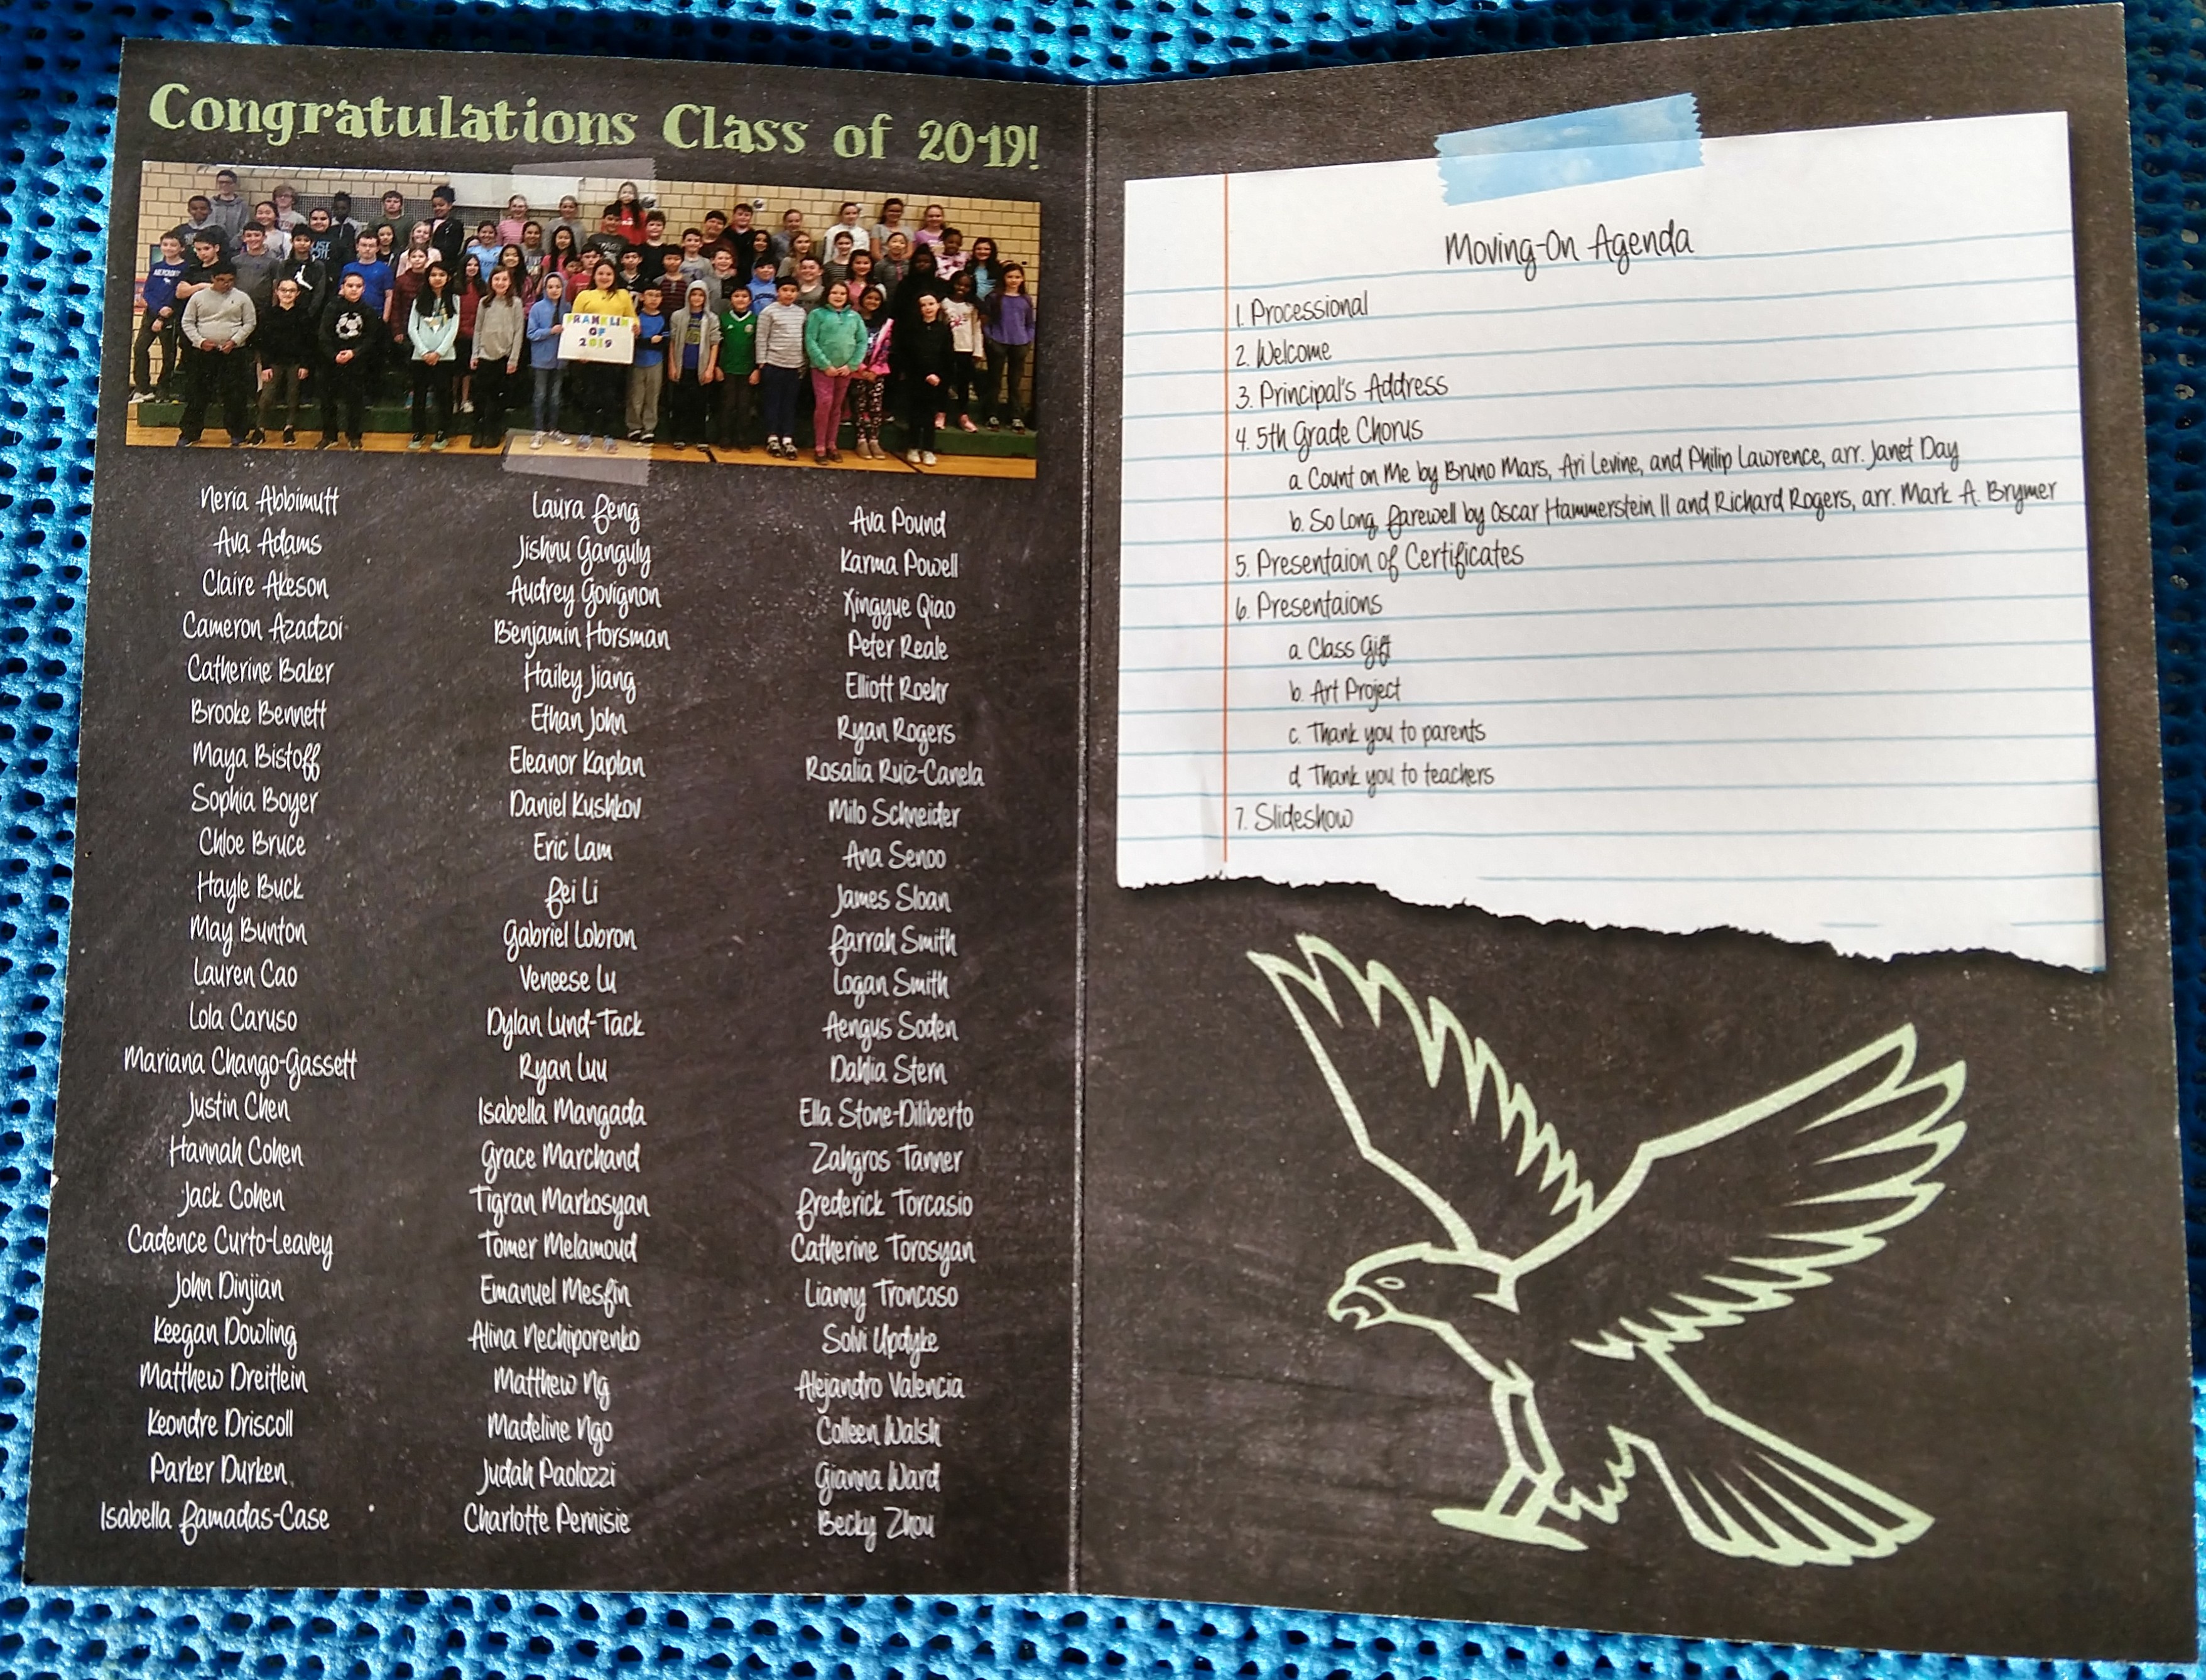 Congratulations Class of 2019!
FRANKLIN
OF
2019
Neria Abbimutt
Ava Adams
Claire Akeson
Cameron Azadzoi
Catherine Baker
Brooke Bennett
Maya Bistoff
Sophia Boyer
Chloe Bruce
Hayle Buck
May Bunton
Lauren Cao
Lola Caruso
Mariana Chango-Gassett
Justin Chen
Hannah Cohen
Jack Cohen
Cadence Curto-Leavey
John Dinjian
Keegan Dowling
Matthew Dreitlein
Keondre Driscoll
Parker Durken
Isabella Famadas-Case
Laura Feng
Jishnu Ganguly
Audrey Govignon
Benjamin Horsman
Hailey Jiang
Ethan John
Eleanor Kaplan
Daniel Kushkov
Eric Lam
Fei Li
Gabriel Lobron
Veneese Lu
Dylan Lund-Tack
Ryan Luu
Isabella Mangada
Grace Marchand
Tigran Markosyan
Tomer Melamoud
Emanuel Mesfin
Alina Nechiporenko
Matthew Ng
Madeline Ngo
Judah Paolozzi
Charlotte Pernisie
Ava Pound
Karma Powell
Xingyue Qiao
Peter Reale
Elliott Roehr
Ryan Rogers
Rosalia Ruiz-Canela
Milo Schneider
Ana Senoo
James Sloan
Farrah Smith
Logan Smith
Aengus Soden
Dahlia Stern
Ella Stone-Diliberto
Zahgros Tanner
Frederick Torcasio
Catherine Torosyan
Lianny Troncoso
Solvi Updyke
Alejandro Valencia
Colleen Walsh
Gianna Ward
Becky Zhou
Moving-On Agenda
1. Processional
2. Welcome
3. Principal's Address
4. 5th Grade Chorus
a. Count on Me by Bruno Mars, Ari Levine, and Philip Lawrence, arr. Janet Day
b. So Long, Farewell by Oscar Hammerstein II and Richard Rogers, arr. Mark A. Brymer
5. Presentaion of Certificates
6. Presentaions
a. Class Gift
b. Art Project
c. Thank you to parents
d. Thank you to teachers
7. Slideshow